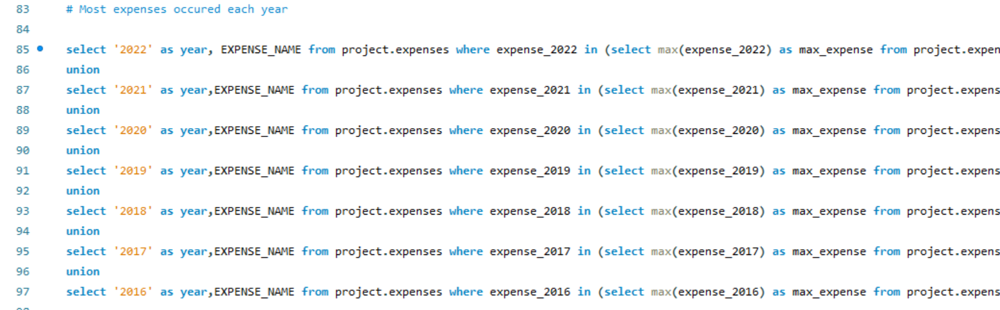 83 # Most expenses occured each year
84
85 select '2022' as year, EXPENSE_NAME from project.expenses where expense_2022 in (select max(expense_2022) as max_expense from project.expen
86 union
87 select '2021' as year,EXPENSE_NAME from project.expenses where expense_2021 in (select max(expense_2021) as max_expense from project.expens
88 union
89 select '2020' as year,EXPENSE_NAME from project.expenses where expense_2020 in (select max(expense_2020) as max_expense from project.expens
90 union
91 select '2019' as year,EXPENSE_NAME from project.expenses where expense_2019 in (select max(expense_2019) as max_expense from project.expens
92 union
93 select '2018' as year,EXPENSE_NAME from project.expenses where expense_2018 in (select max(expense_2018) as max_expense from project.expens
94 union
95 select '2017' as year,EXPENSE_NAME from project.expenses where expense_2017 in (select max(expense_2017) as max_expense from project.expens
96 union
97 select '2016' as year,EXPENSE_NAME from project.expenses where expense_2016 in (select max(expense_2016) as max_expense from project.expens